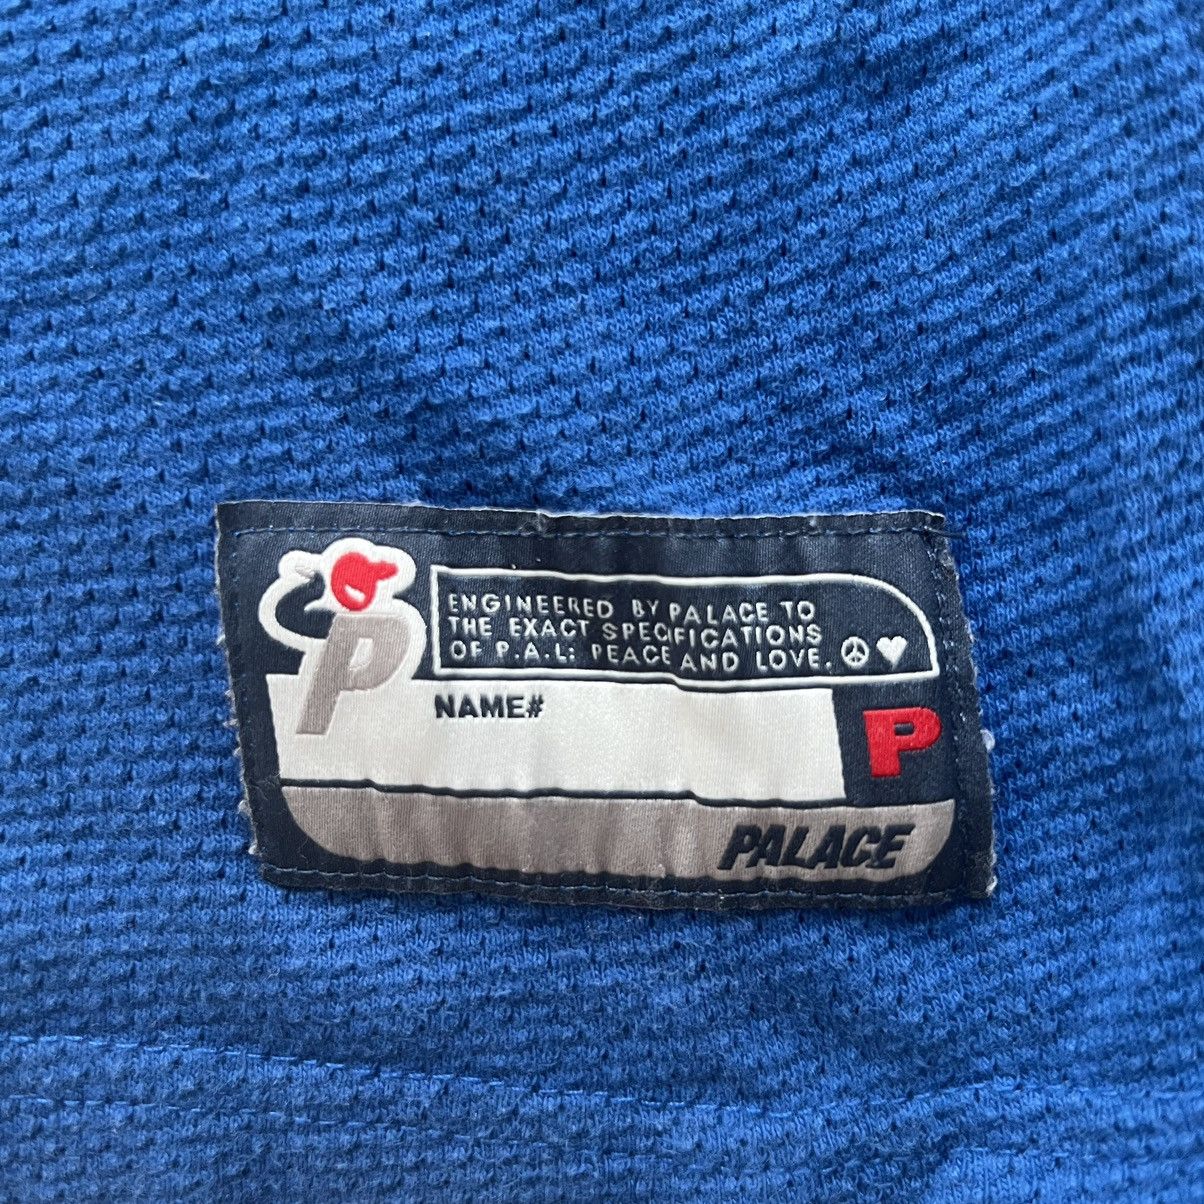 P
ENGINEERED BY PALACE TO
THE EXACT SPECIFICATIONS
OF P.A.L: PEACE AND LOVE.
NAME#
P
PALACE